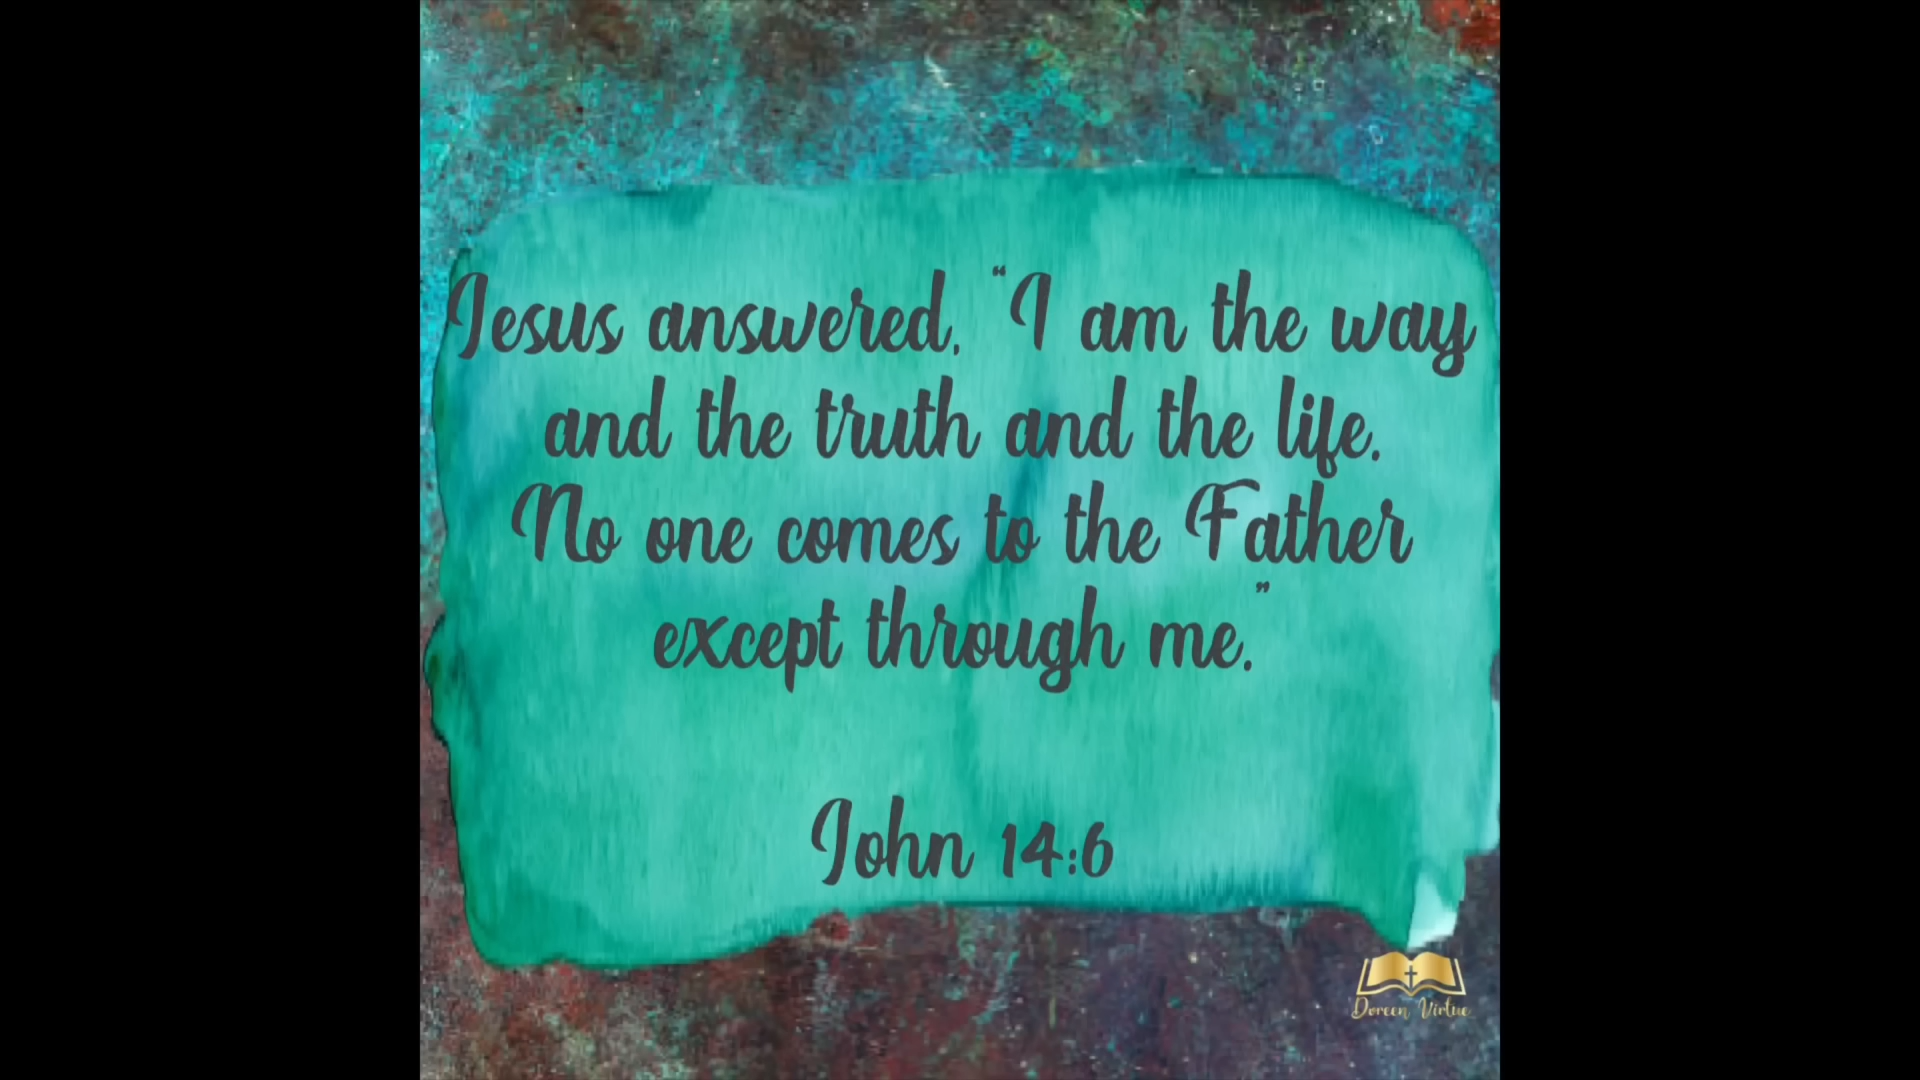 Jesus answered, “I am the way
and the truth and the life.
No one comes to the Father
except through me.”
John 14:6
Doreen Virtue